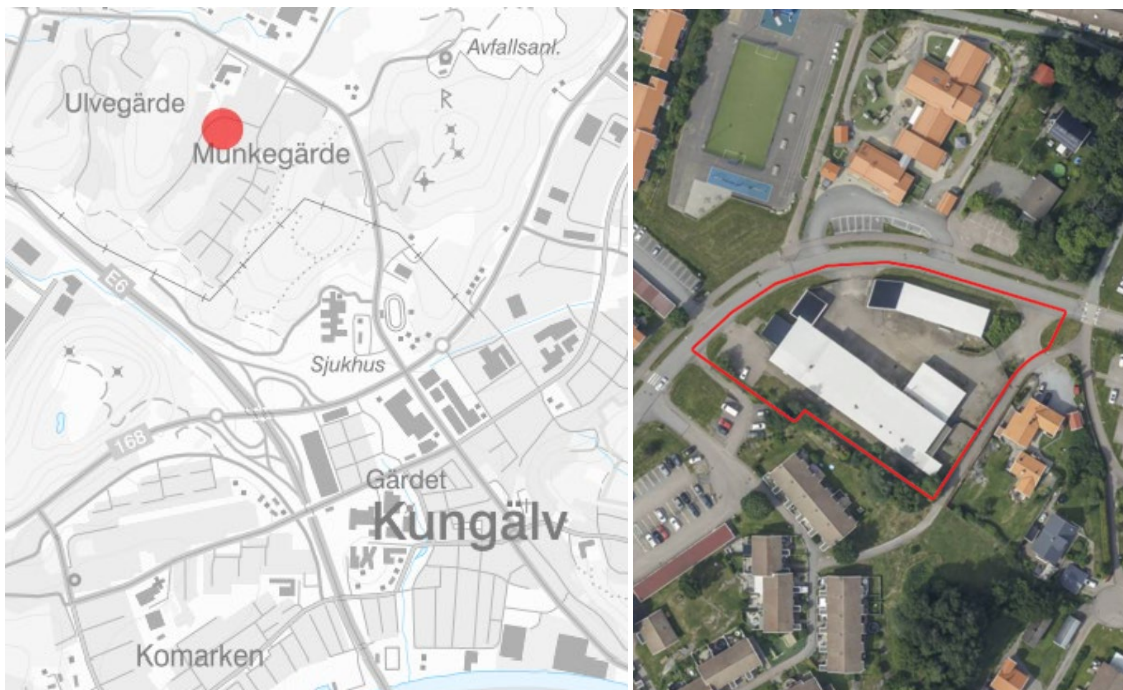 Avfallsanl.
Ulvegärde
R
Munkegärde
E6
Sjukhus
168
Gärdet
Kungälv
Komarken